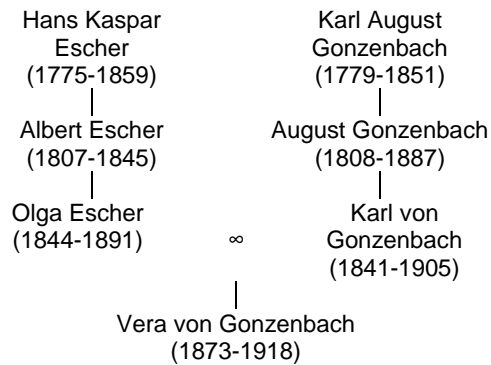 Hans Kaspar
Escher
(1775-1859)
Karl August
Gonzenbach
(1779-1851)
Albert Escher
(1807-1845)
August Gonzenbach
(1808-1887)
Olga Escher
(1844-1891)
∞
Karl von
Gonzenbach
(1841-1905)
Vera von Gonzenbach
(1873-1918)